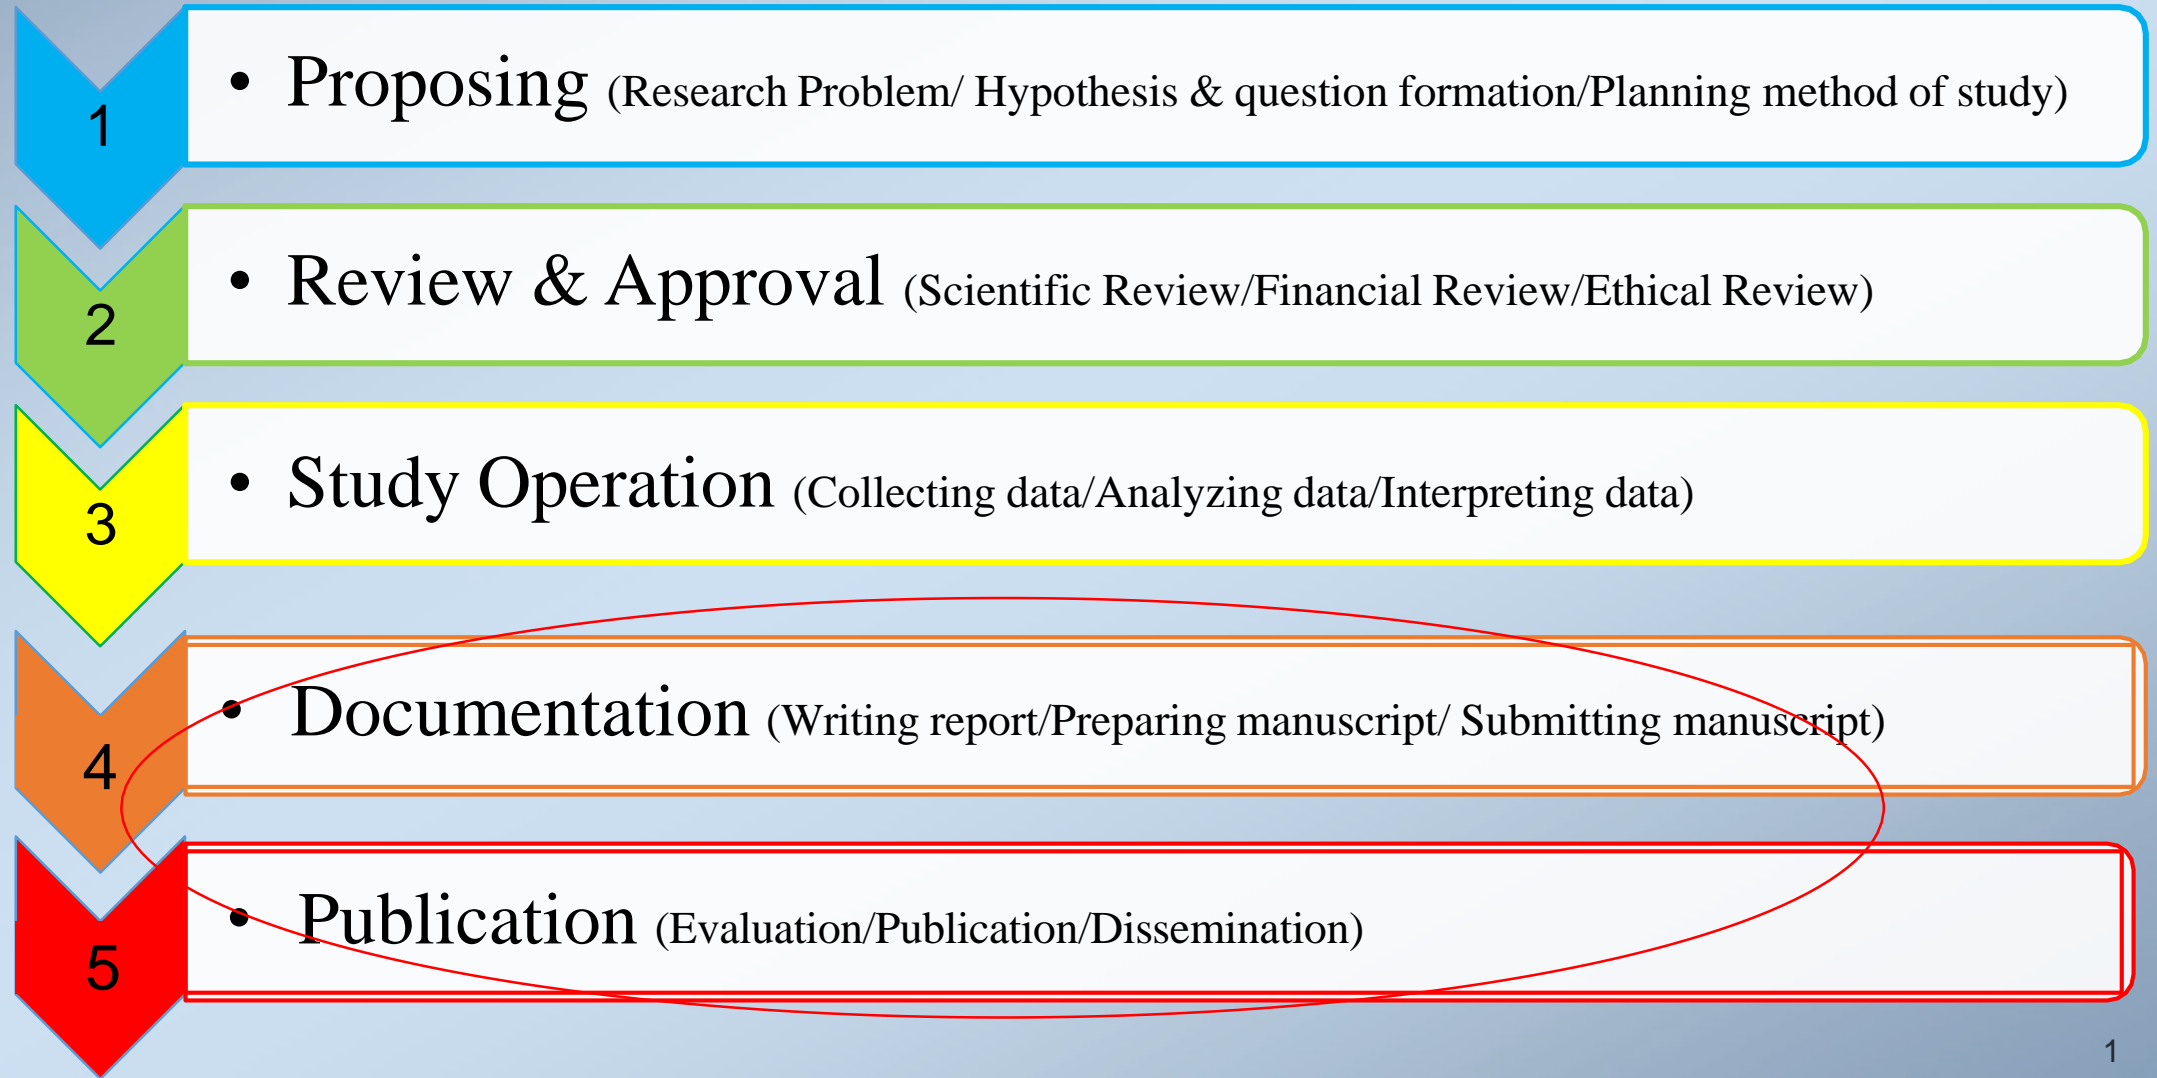 1
• Proposing (Research Problem/ Hypothesis & question formation/Planning method of study)
2
• Review & Approval (Scientific Review/Financial Review/Ethical Review)
3
• Study Operation (Collecting data/Analyzing data/Interpreting data)
4
• Documentation (Writing report/Preparing manuscript/ Submitting manuscript)
5
• Publication (Evaluation/Publication/Dissemination)
1